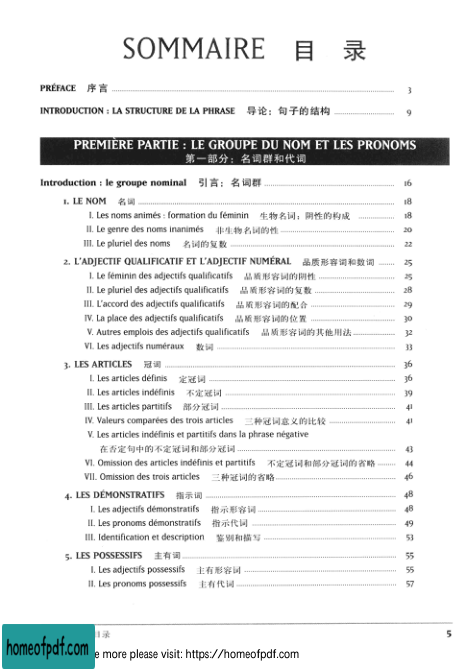 SOMMAIRE 目 录
PRÉFACE 序言 3
INTRODUCTION : LA STRUCTURE DE LA PHRASE 导论：句子的结构 9
PREMIÈRE PARTIE : LE GROUPE DU NOM ET LES PRONOMS
第一部分：名词群和代词
Introduction : le groupe nominal 引言：名词群 16
1. LE NOM 名词 18
I. Les noms animés : formation du féminin 生物名词：阴性的构成 18
II. Le genre des noms inanimés 非生物名词的性 20
III. Le pluriel des noms 名词的复数 22
2. L'ADJECTIF QUALIFICATIF ET L'ADJECTIF NUMÉRAL 品质形容词和数词 25
I. Le féminin des adjectifs qualificatifs 品质形容词的阴性 25
II. Le pluriel des adjectifs qualificatifs 品质形容词的复数 28
III. L'accord des adjectifs qualificatifs 品质形容词的配合 29
IV. La place des adjectifs qualificatifs 品质形容词的位置 30
V. Autres emplois des adjectifs qualificatifs 品质形容词的其他用法 32
VI. Les adjectifs numéraux 数词 33
3. LES ARTICLES 冠词 36
I. Les articles définis 定冠词 36
II. Les articles indéfinis 不定冠词 39
III. Les articles partitifs 部分冠词 41
IV. Valeurs comparées des trois articles 三种冠词意义的比较 41
V. Les articles indéfinis et partitifs dans la phrase négative
在否定句中的不定冠词和部分冠词 43
VI. Omission des articles indéfinis et partitifs 不定冠词和部分冠词的省略 44
VII. Omission des trois articles 三种冠词的省略 46
4. LES DÉMONSTRATIFS 指示词 48
I. Les adjectifs démonstratifs 指示形容词 48
II. Les pronoms démonstratifs 指示代词 49
III. Identification et description 鉴别和描写 53
5. LES POSSESSIFS 主有词 55
I. Les adjectifs possessifs 主有形容词 55
II. Les pronoms possessifs 主有代词 57
目录 5
homeofpdf.com
e more please visit: https://homeofpdf.com